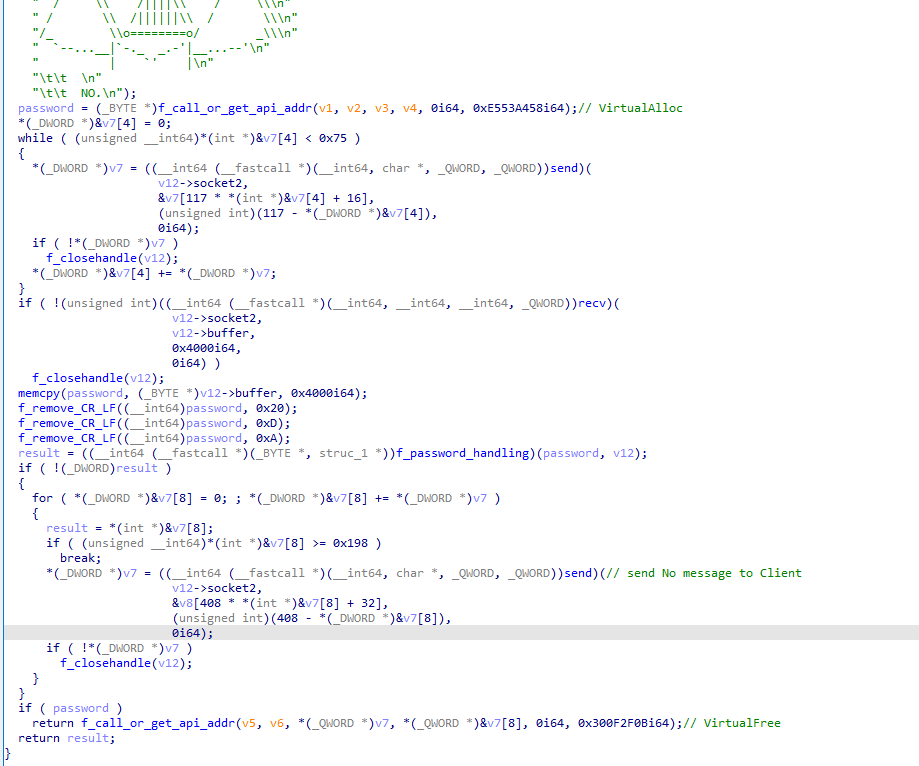 "  /     \\    /||||\\    /     \\\n"
" /       \\  /||||||\\  /       \\\n"
"/_        \\o========o/        _\\\n"
"  `--...__|`-._  _.-'|__...--'\n"
"          |    `'    |\n"
"\t\t  \n"
"\t\t  NO.\n");
password = (_BYTE *)f_call_or_get_api_addr(v1, v2, v3, v4, 0i64, 0xE553A458i64);// VirtualAlloc
*(_DWORD *)&v7[4] = 0;
while ( (unsigned __int64)*(int *)&v7[4] < 0x75 )
{
*(_DWORD *)v7 = ((__int64 (__fastcall *)(__int64, char *, _QWORD, _QWORD))send)(
v12->socket2,
&v7[117 * *(int *)&v7[4] + 16],
(unsigned int)(117 - *(_DWORD *)&v7[4]),
0i64);
if ( !*(_DWORD *)v7 )
f_closehandle(v12);
*(_DWORD *)&v7[4] += *(_DWORD *)v7;
}
if ( !(unsigned int)((__int64 (__fastcall *)(__int64, __int64, __int64, _QWORD))recv)(
v12->socket2,
v12->buffer,
0x4000i64,
0i64) )
f_closehandle(v12);
memcpy(password, (_BYTE *)v12->buffer, 0x4000i64);
f_remove_CR_LF((__int64)password, 0x20);
f_remove_CR_LF((__int64)password, 0xD);
f_remove_CR_LF((__int64)password, 0xA);
result = ((__int64 (__fastcall *)(_BYTE *, struc_1 *))f_password_handling)(password, v12);
if ( !(_DWORD)result )
{
for ( *(_DWORD *)&v7[8] = 0; ; *(_DWORD *)&v7[8] += *(_DWORD *)v7 )
{
result = *(int *)&v7[8];
if ( (unsigned __int64)*(int *)&v7[8] >= 0x198 )
break;
*(_DWORD *)v7 = ((__int64 (__fastcall *)(__int64, char *, _QWORD, _QWORD))send)(// send No message to Client
v12->socket2,
&v8[408 * *(int *)&v7[8] + 32],
(unsigned int)(408 - *(_DWORD *)&v7[8]),
0i64);
if ( !*(_DWORD *)v7 )
f_closehandle(v12);
}
}
if ( password )
return f_call_or_get_api_addr(v5, v6, *(_QWORD *)v7, *(_QWORD *)&v7[8], 0i64, 0x300F2F0Bi64);// VirtualFree
return result;
}